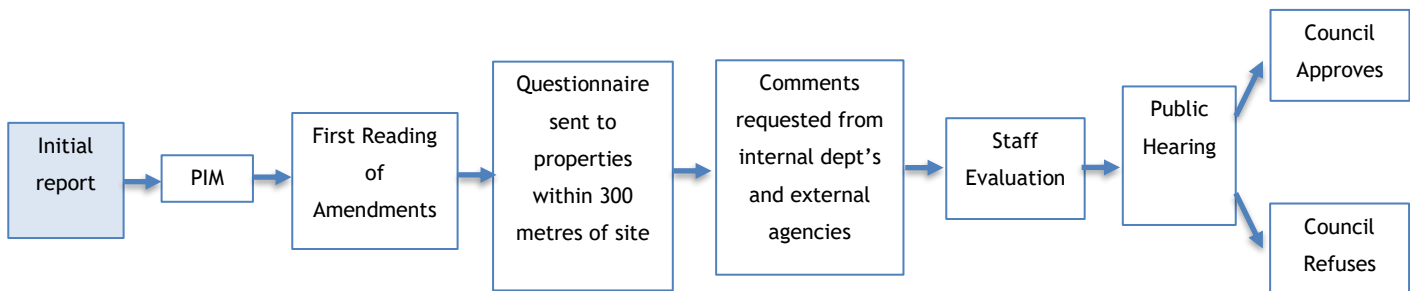 Initial
report
PIM
First Reading
of
Amendments
Questionnaire
sent to
properties
within 300
metres of site
Comments
requested from
internal dept’s
and external
agencies
Staff
Evaluation
Public
Hearing
Council
Approves
Council
Refuses